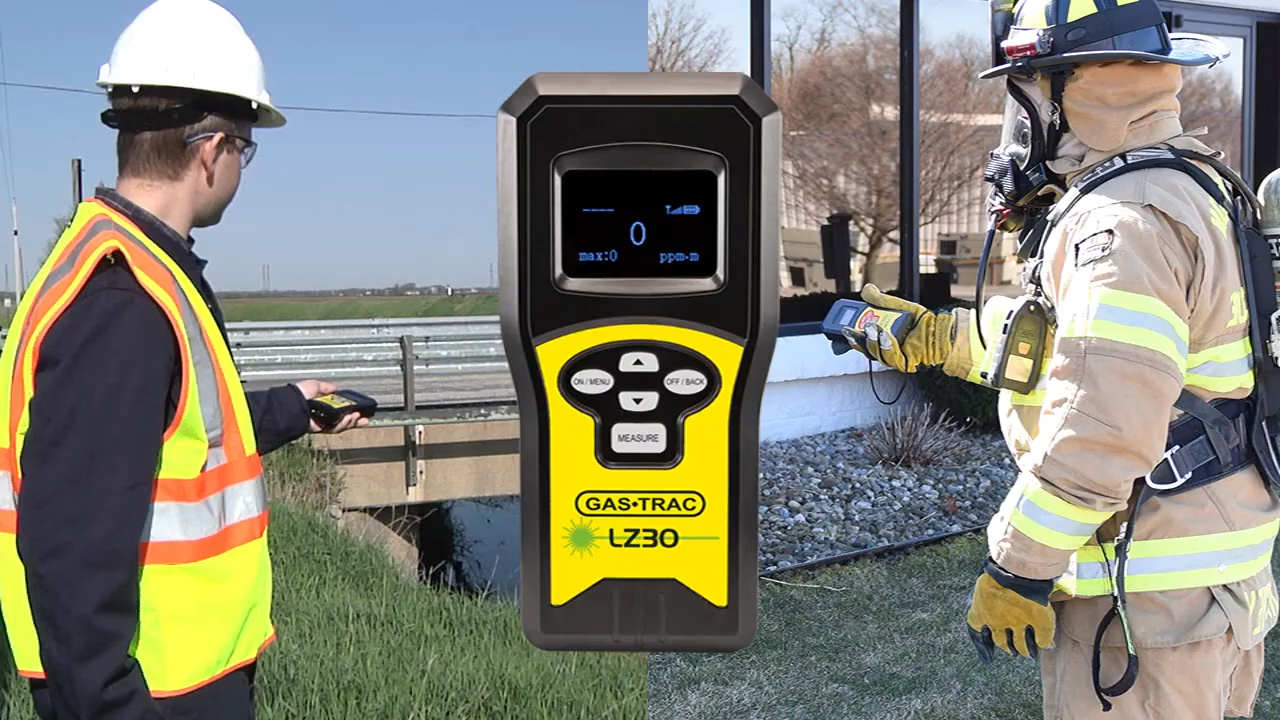 0
max:0 ppm·m
ON / MENU
OFF / BACK
MEASURE
GAS•TRAC
LZ30